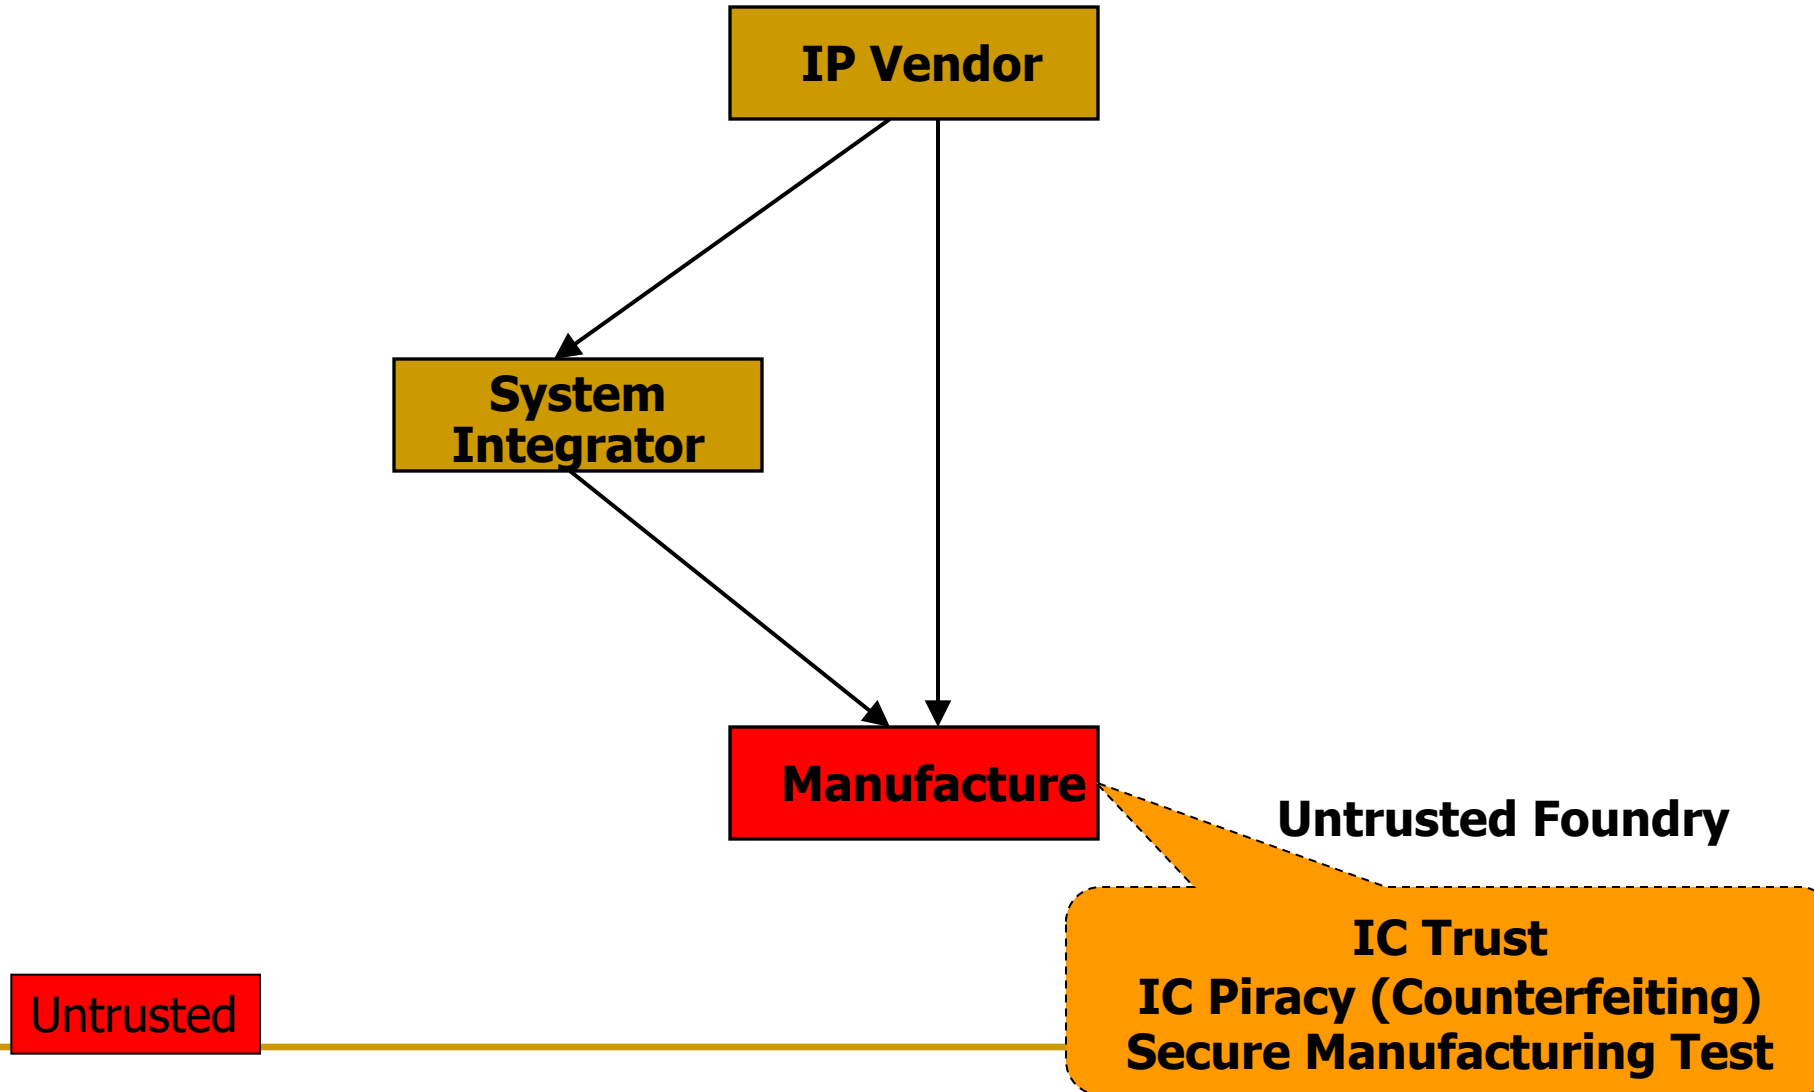 IP Vendor
System
Integrator
Manufacture
Untrusted Foundry
IC Trust
IC Piracy (Counterfeiting)
Secure Manufacturing Test
Untrusted